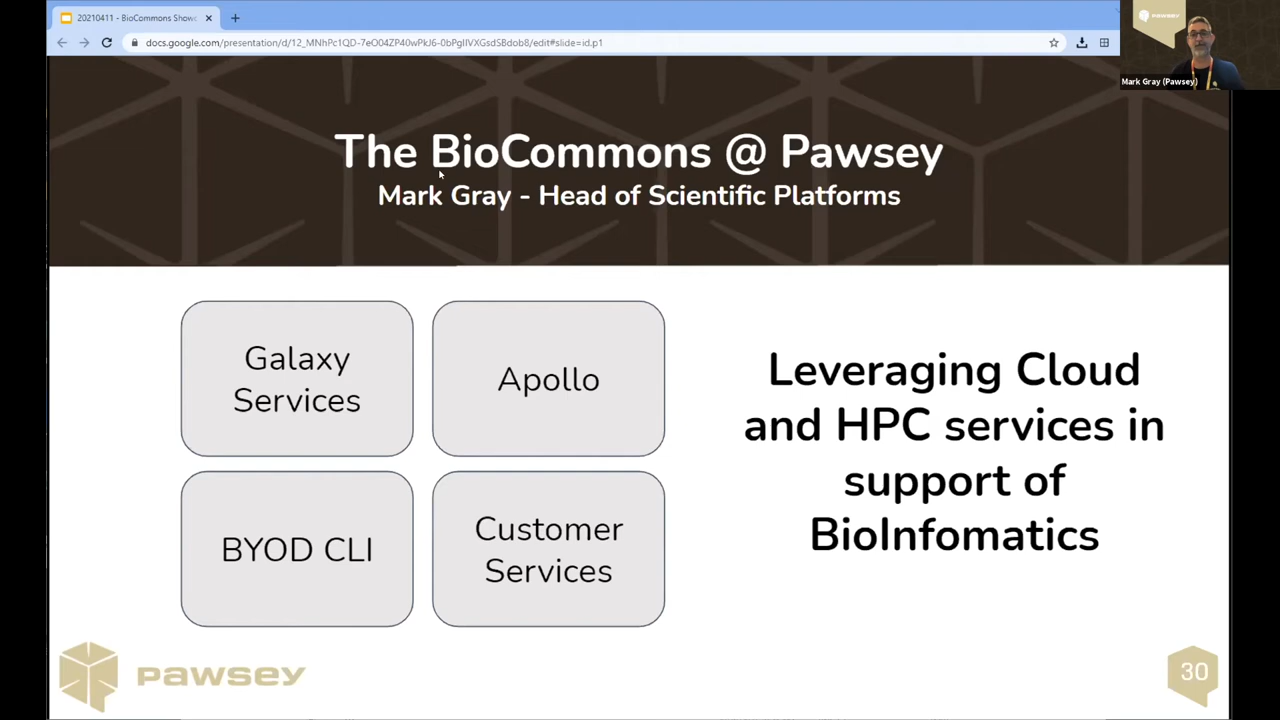 20210411 - BioCommons Showc
docs.google.com/presentation/d/12_MNhPc1QD-7eO04ZP40wPkJ6-0bPgIIVXGsdSBdob8/edit#slide=id.p1
PAWSEY
Mark Gray (Pawsey)
The BioCommons @ Pawsey
Mark Gray - Head of Scientific Platforms
Galaxy
Services
Apollo
BYOD CLI
Customer
Services
Leveraging Cloud
and HPC services in
support of
BioInfomatics
PAWSEY
30